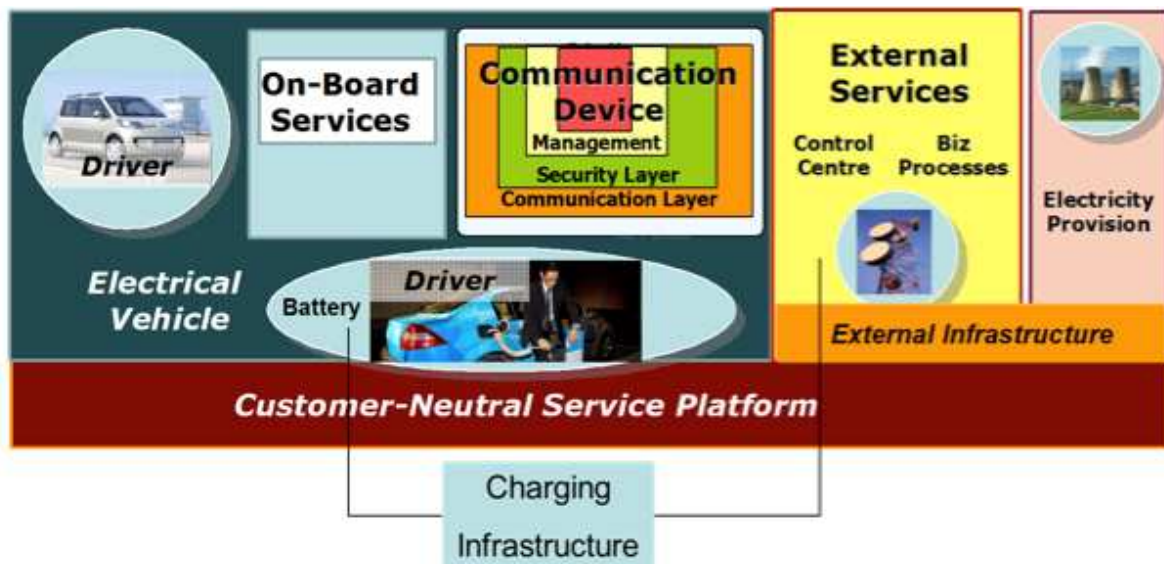 Driver
On-Board
Services
Communication
Device
Management
Security Layer
Communication Layer
External
Services
Control
Centre
Biz
Processes
Electricity
Provision
Electrical
Vehicle
Battery
Driver
External Infrastructure
Customer-Neutral Service Platform
Charging
Infrastructure